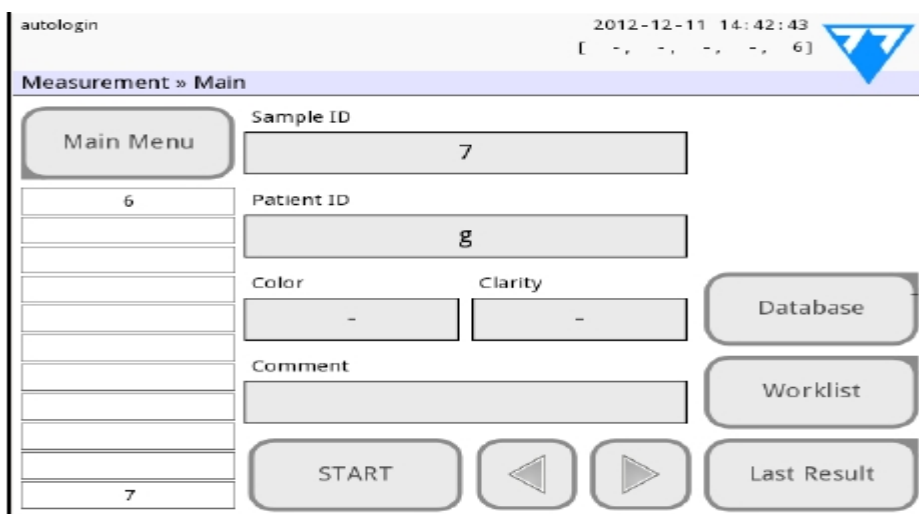 autologin
2012-12-11 14:42:43
[ -, -, -, -, 6]
Measurement » Main
Main Menu
Sample ID
7
6
Patient ID
g
Color
Clarity
-
-
Database
Comment
Worklist
START
Last Result
7